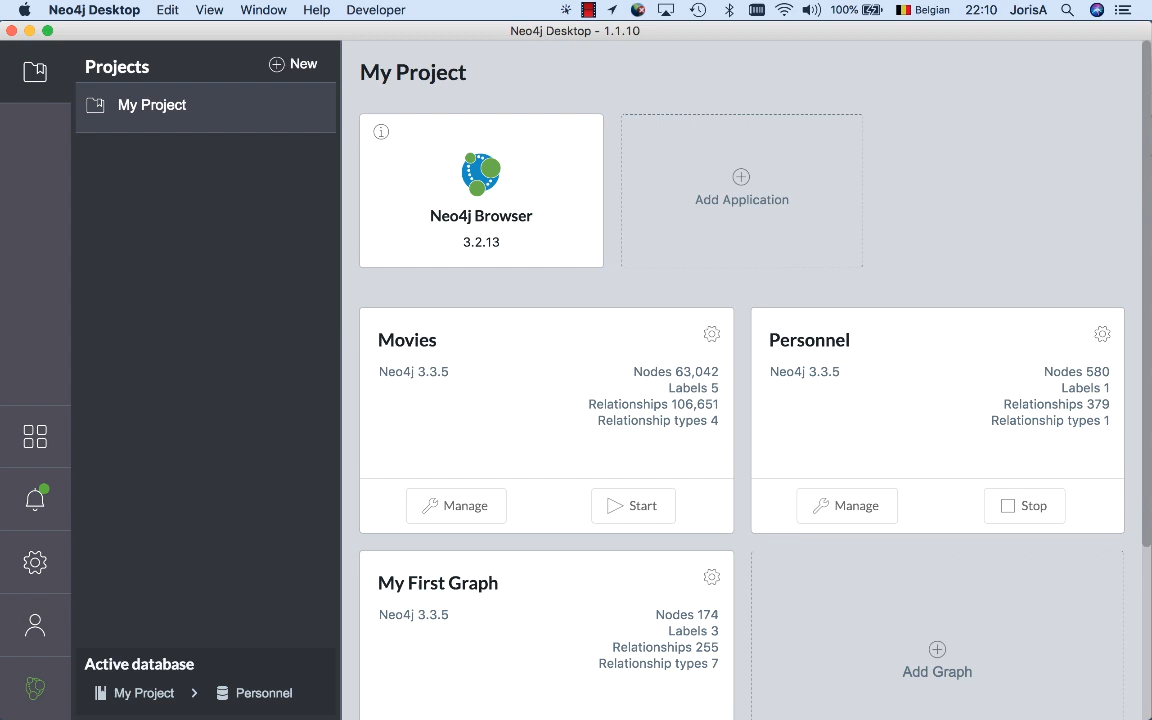 Neo4j Desktop Edit View Window Help Developer 100% Belgian 22:10 JorisA
Neo4j Desktop - 1.1.10
Projects New
My Project
My Project
Neo4j Browser
3.2.13
Add Application
Movies
Neo4j 3.3.5
Nodes 63,042
Labels 5
Relationships 106,651
Relationship types 4
Manage Start
Personnel
Neo4j 3.3.5
Nodes 580
Labels 1
Relationships 379
Relationship types 1
Manage Stop
My First Graph
Neo4j 3.3.5
Nodes 174
Labels 3
Relationships 255
Relationship types 7
Add Graph
Active database
My Project > Personnel